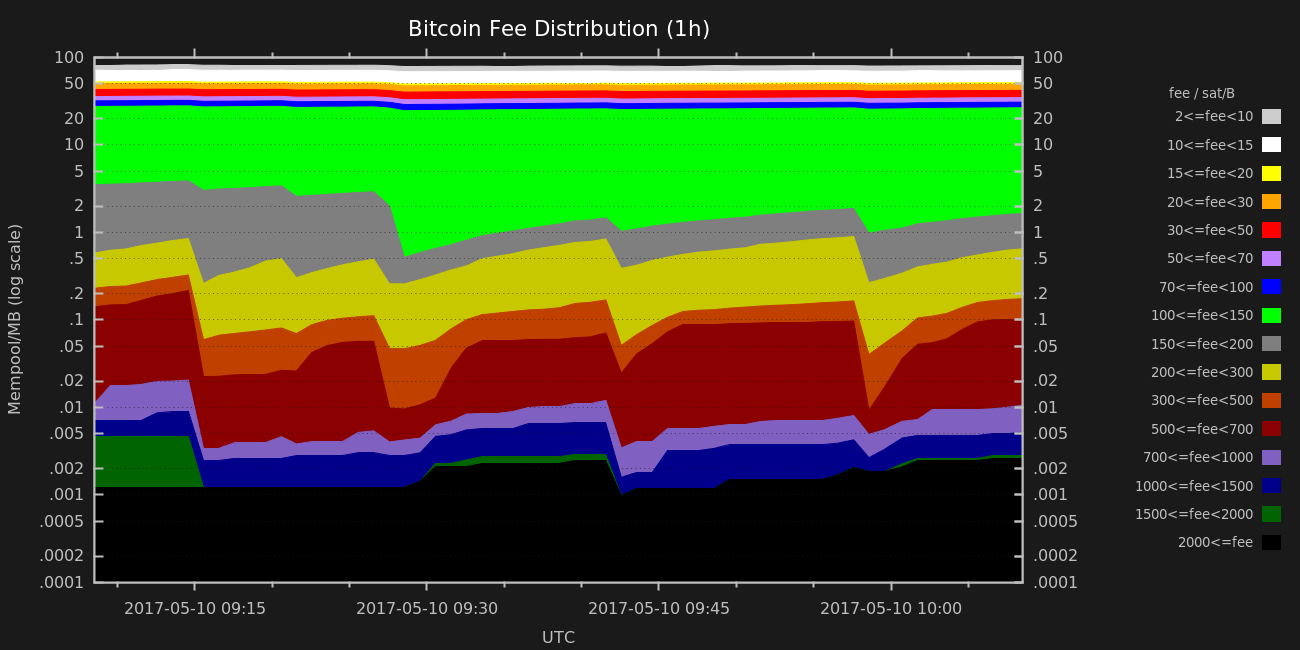 Bitcoin Fee Distribution (1h)
Mempool/MB (log scale)
100
50
20
10
5
2
1
.5
.2
.1
.05
.02
.01
.005
.002
.001
.0005
.0002
.0001
100
50
20
10
5
2
1
.5
.2
.1
.05
.02
.01
.005
.002
.001
.0005
.0002
.0001
2017-05-10 09:15
2017-05-10 09:30
2017-05-10 09:45
2017-05-10 10:00
UTC
fee / sat/B
2<=fee<10
10<=fee<15
15<=fee<20
20<=fee<30
30<=fee<50
50<=fee<70
70<=fee<100
100<=fee<150
150<=fee<200
200<=fee<300
300<=fee<500
500<=fee<700
700<=fee<1000
1000<=fee<1500
1500<=fee<2000
2000<=fee